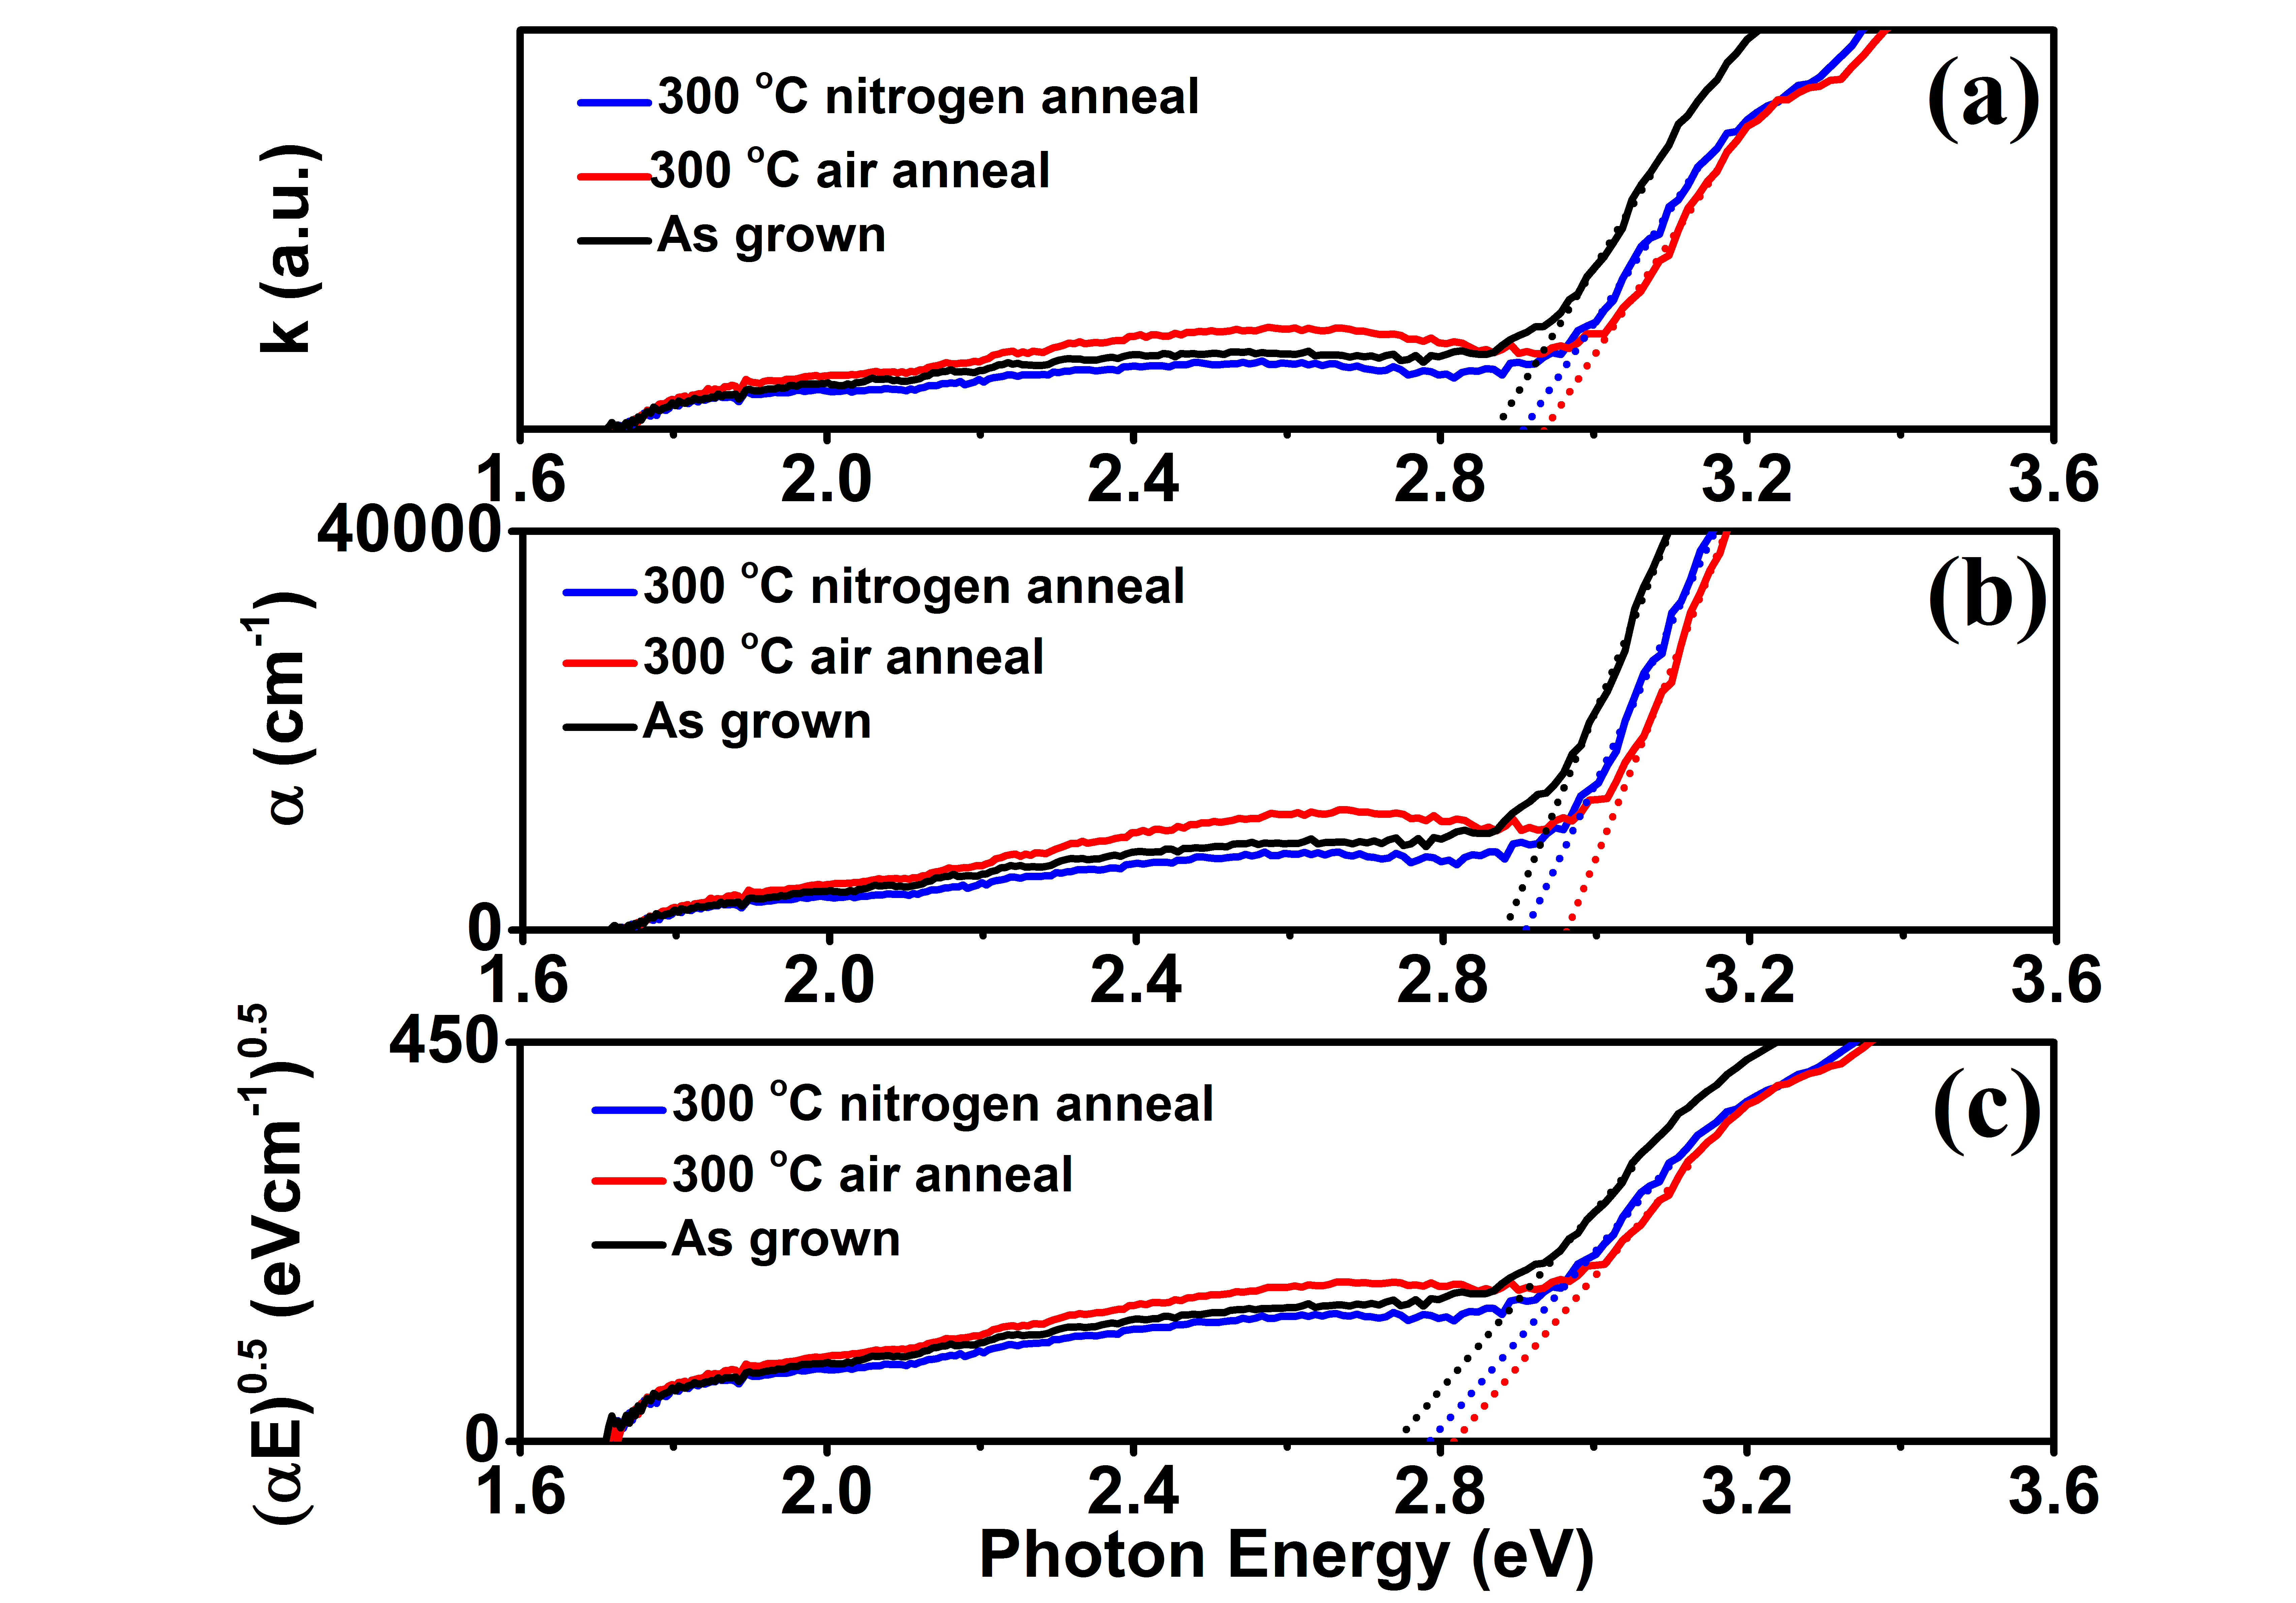 (a)
300 °C nitrogen anneal
300 °C air anneal
As grown
k (a.u.)
1.6 2.0 2.4 2.8 3.2 3.6
40000
(b)
300 °C nitrogen anneal
300 °C air anneal
As grown
α (cm⁻¹)
0
1.6 2.0 2.4 2.8 3.2 3.6
450
(c)
300 °C nitrogen anneal
300 °C air anneal
As grown
(αE)⁰·⁵ (eVcm⁻¹)⁰·⁵
0
1.6 2.0 2.4 2.8 3.2 3.6
Photon Energy (eV)